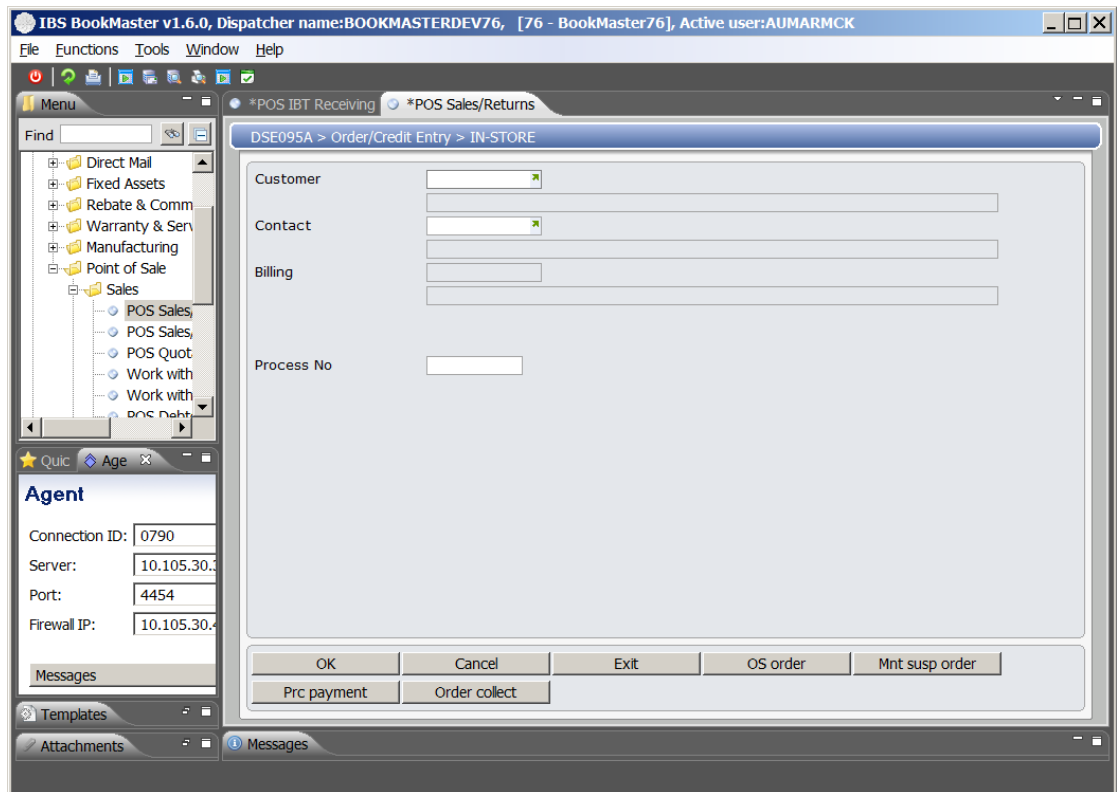 IBS BookMaster v1.6.0, Dispatcher name:BOOKMASTERDEV76, [76 - BookMaster76], Active user:AUMARMCK
File Functions Tools Window Help
Menu
*POS IBT Receiving
*POS Sales/Returns
Find
DSE095A > Order/Credit Entry > IN-STORE
Direct Mail
Fixed Assets
Rebate & Comm
Warranty & Serv
Manufacturing
Point of Sale
Sales
POS Sales/
POS Sales/
POS Quot
Work with
Work with
POS Debt
Customer
Contact
Billing
Process No
Quic
Age
Agent
Connection ID: 0790
Server: 10.105.30.
Port: 4454
Firewall IP: 10.105.30.
Messages
OK Cancel Exit OS order Mnt susp order
Prc payment Order collect
Templates
Attachments
Messages